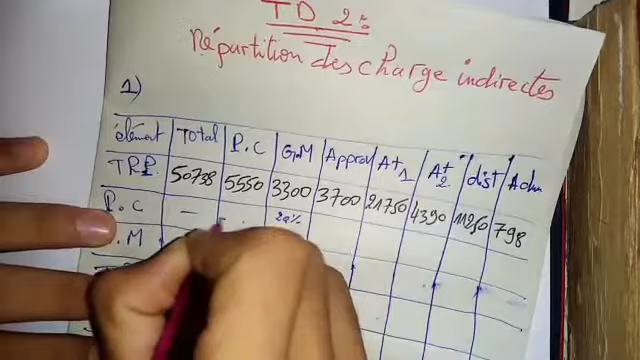 TD 2:
Répartition des charge indirectes
1)
élément Total P.C G.M Approv At1 At2 dist Adm
TRP 50738 5550 3300 3700 21750 4390 11250 798
P.C — 20%
G.M